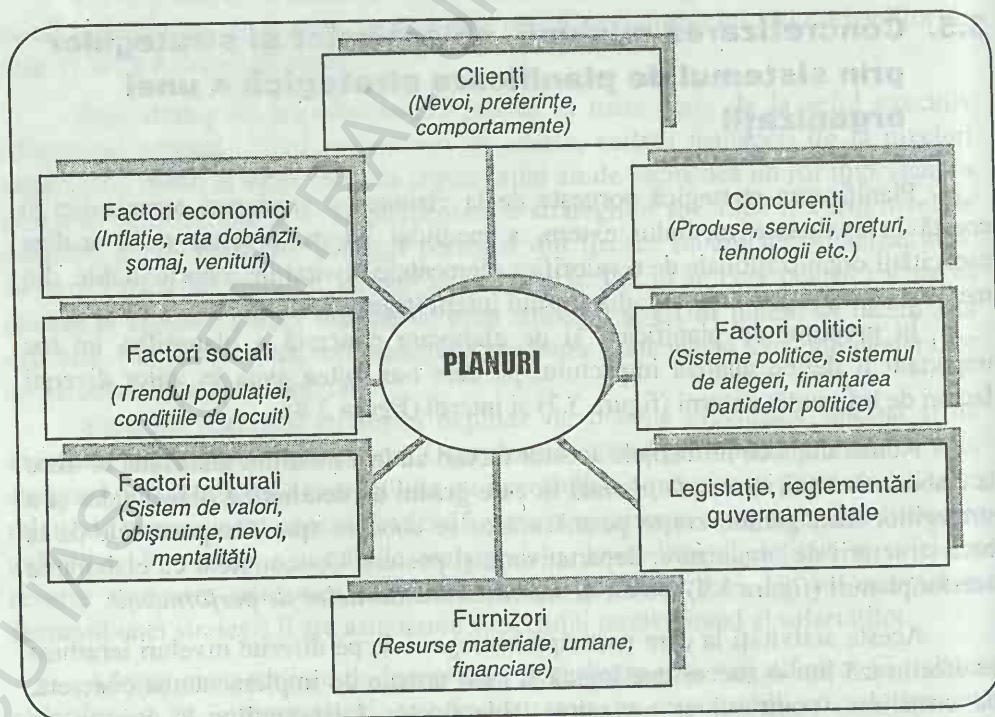 Clienți
(Nevoi, preferințe,
comportamente)
Factori economici
(Inflație, rata dobânzii,
şomaj, venituri)
Concurenți
(Produse, servicii, prețuri,
tehnologii etc.)
Factori sociali
(Trendul populației,
condițiile de locuit)
PLANURI
Factori politici
(Sisteme politice, sistemul
de alegeri, finanțarea
partidelor politice)
Factori culturali
(Sistem de valori,
obişnuințe, nevoi,
mentalități)
Legislație, reglementări
guvernamentale
Furnizori
(Resurse materiale, umane,
financiare)